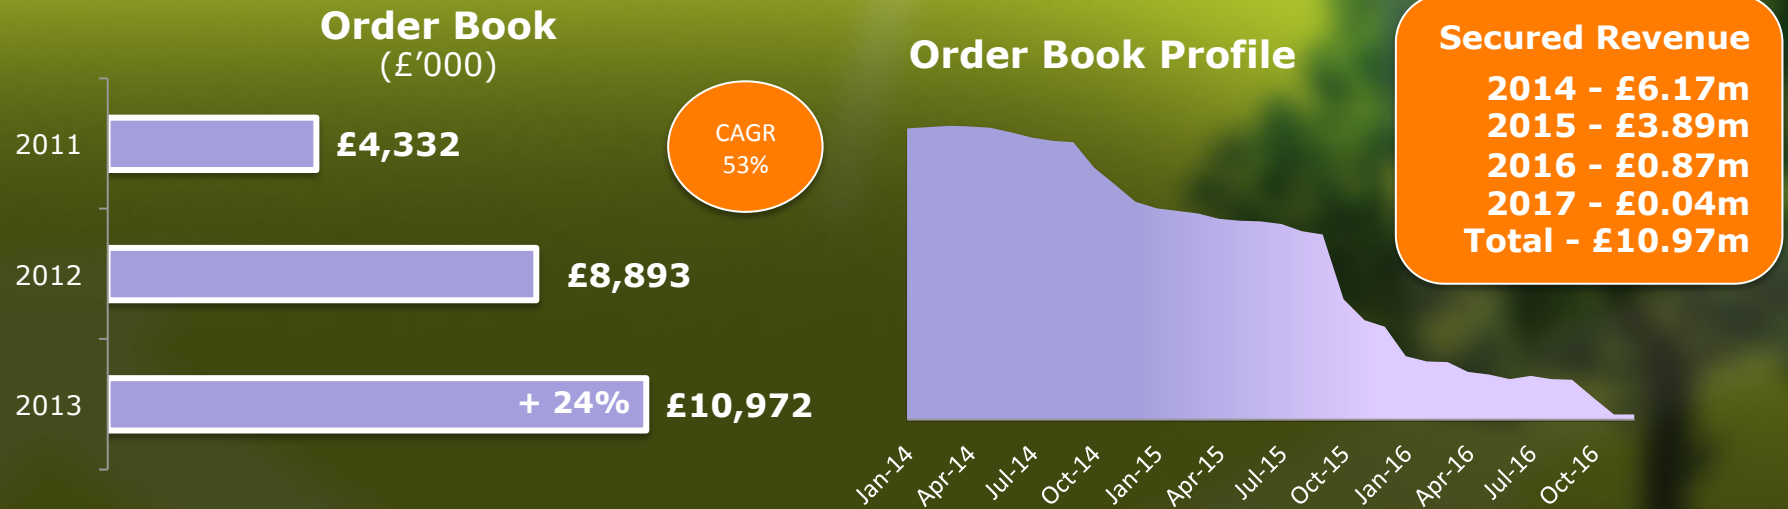 Order Book
(£’000)
2011
£4,332
CAGR
53%
2012
£8,893
2013
+ 24%
£10,972
Order Book Profile
Jan-14
Apr-14
Jul-14
Oct-14
Jan-15
Apr-15
Jul-15
Oct-15
Jan-16
Apr-16
Jul-16
Oct-16
Secured Revenue
2014 - £6.17m
2015 - £3.89m
2016 - £0.87m
2017 - £0.04m
Total - £10.97m